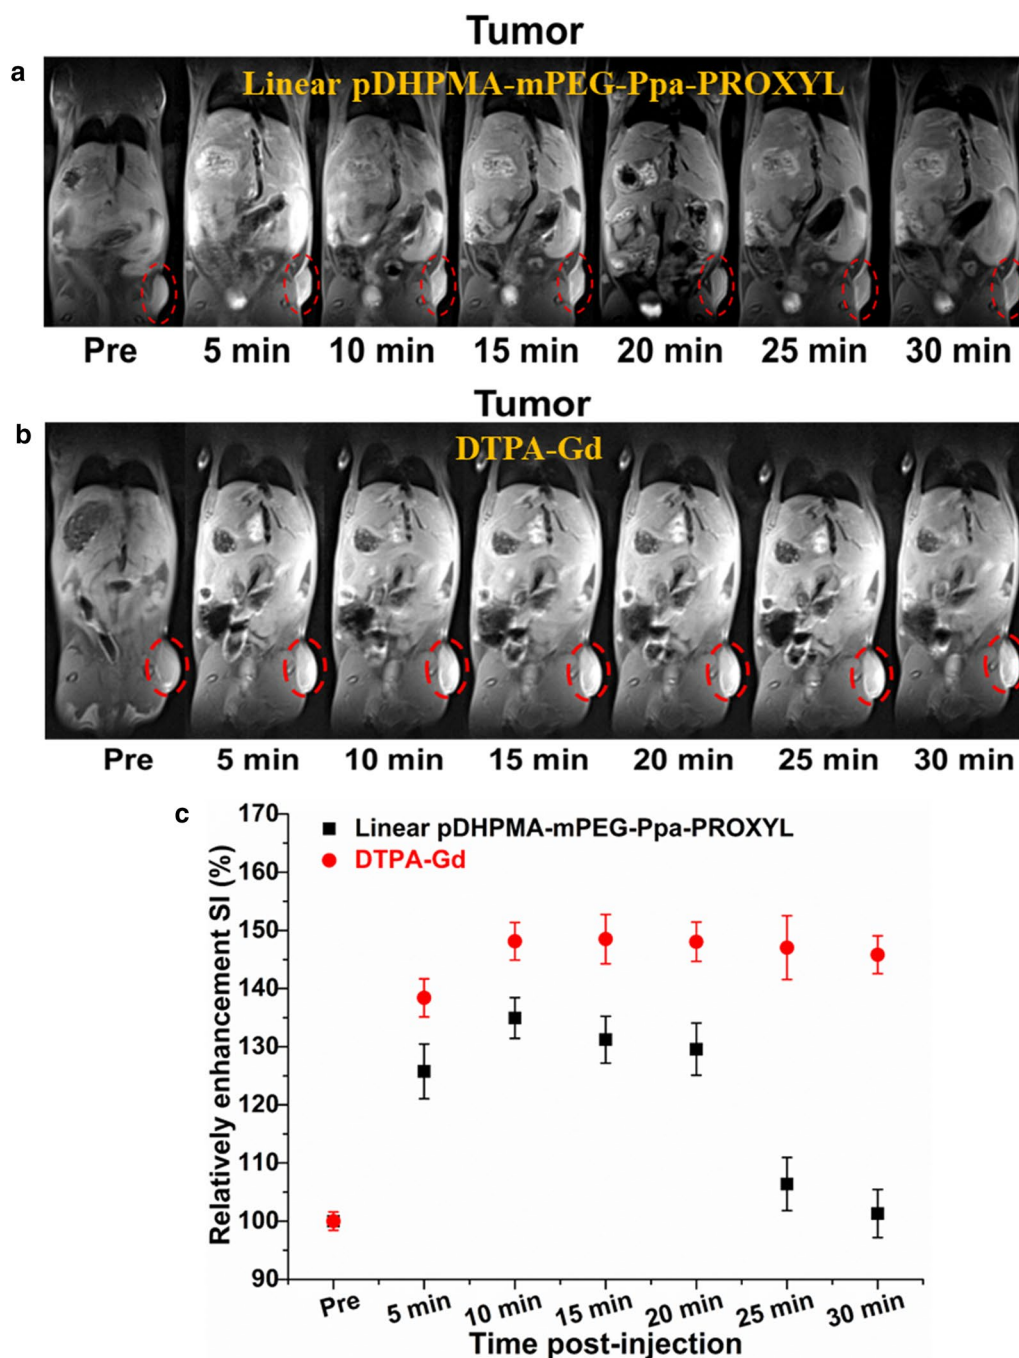 Tumor
a
Linear pDHPMA-mPEG-Ppa-PROXYL
Pre 5 min 10 min 15 min 20 min 25 min 30 min
Tumor
b
DTPA-Gd
Pre 5 min 10 min 15 min 20 min 25 min 30 min
c
Relatively enhancement SI (%)
170
160
150
140
130
120
110
100
90
Linear pDHPMA-mPEG-Ppa-PROXYL
DTPA-Gd
Pre 5 min 10 min 15 min 20 min 25 min 30 min
Time post-injection